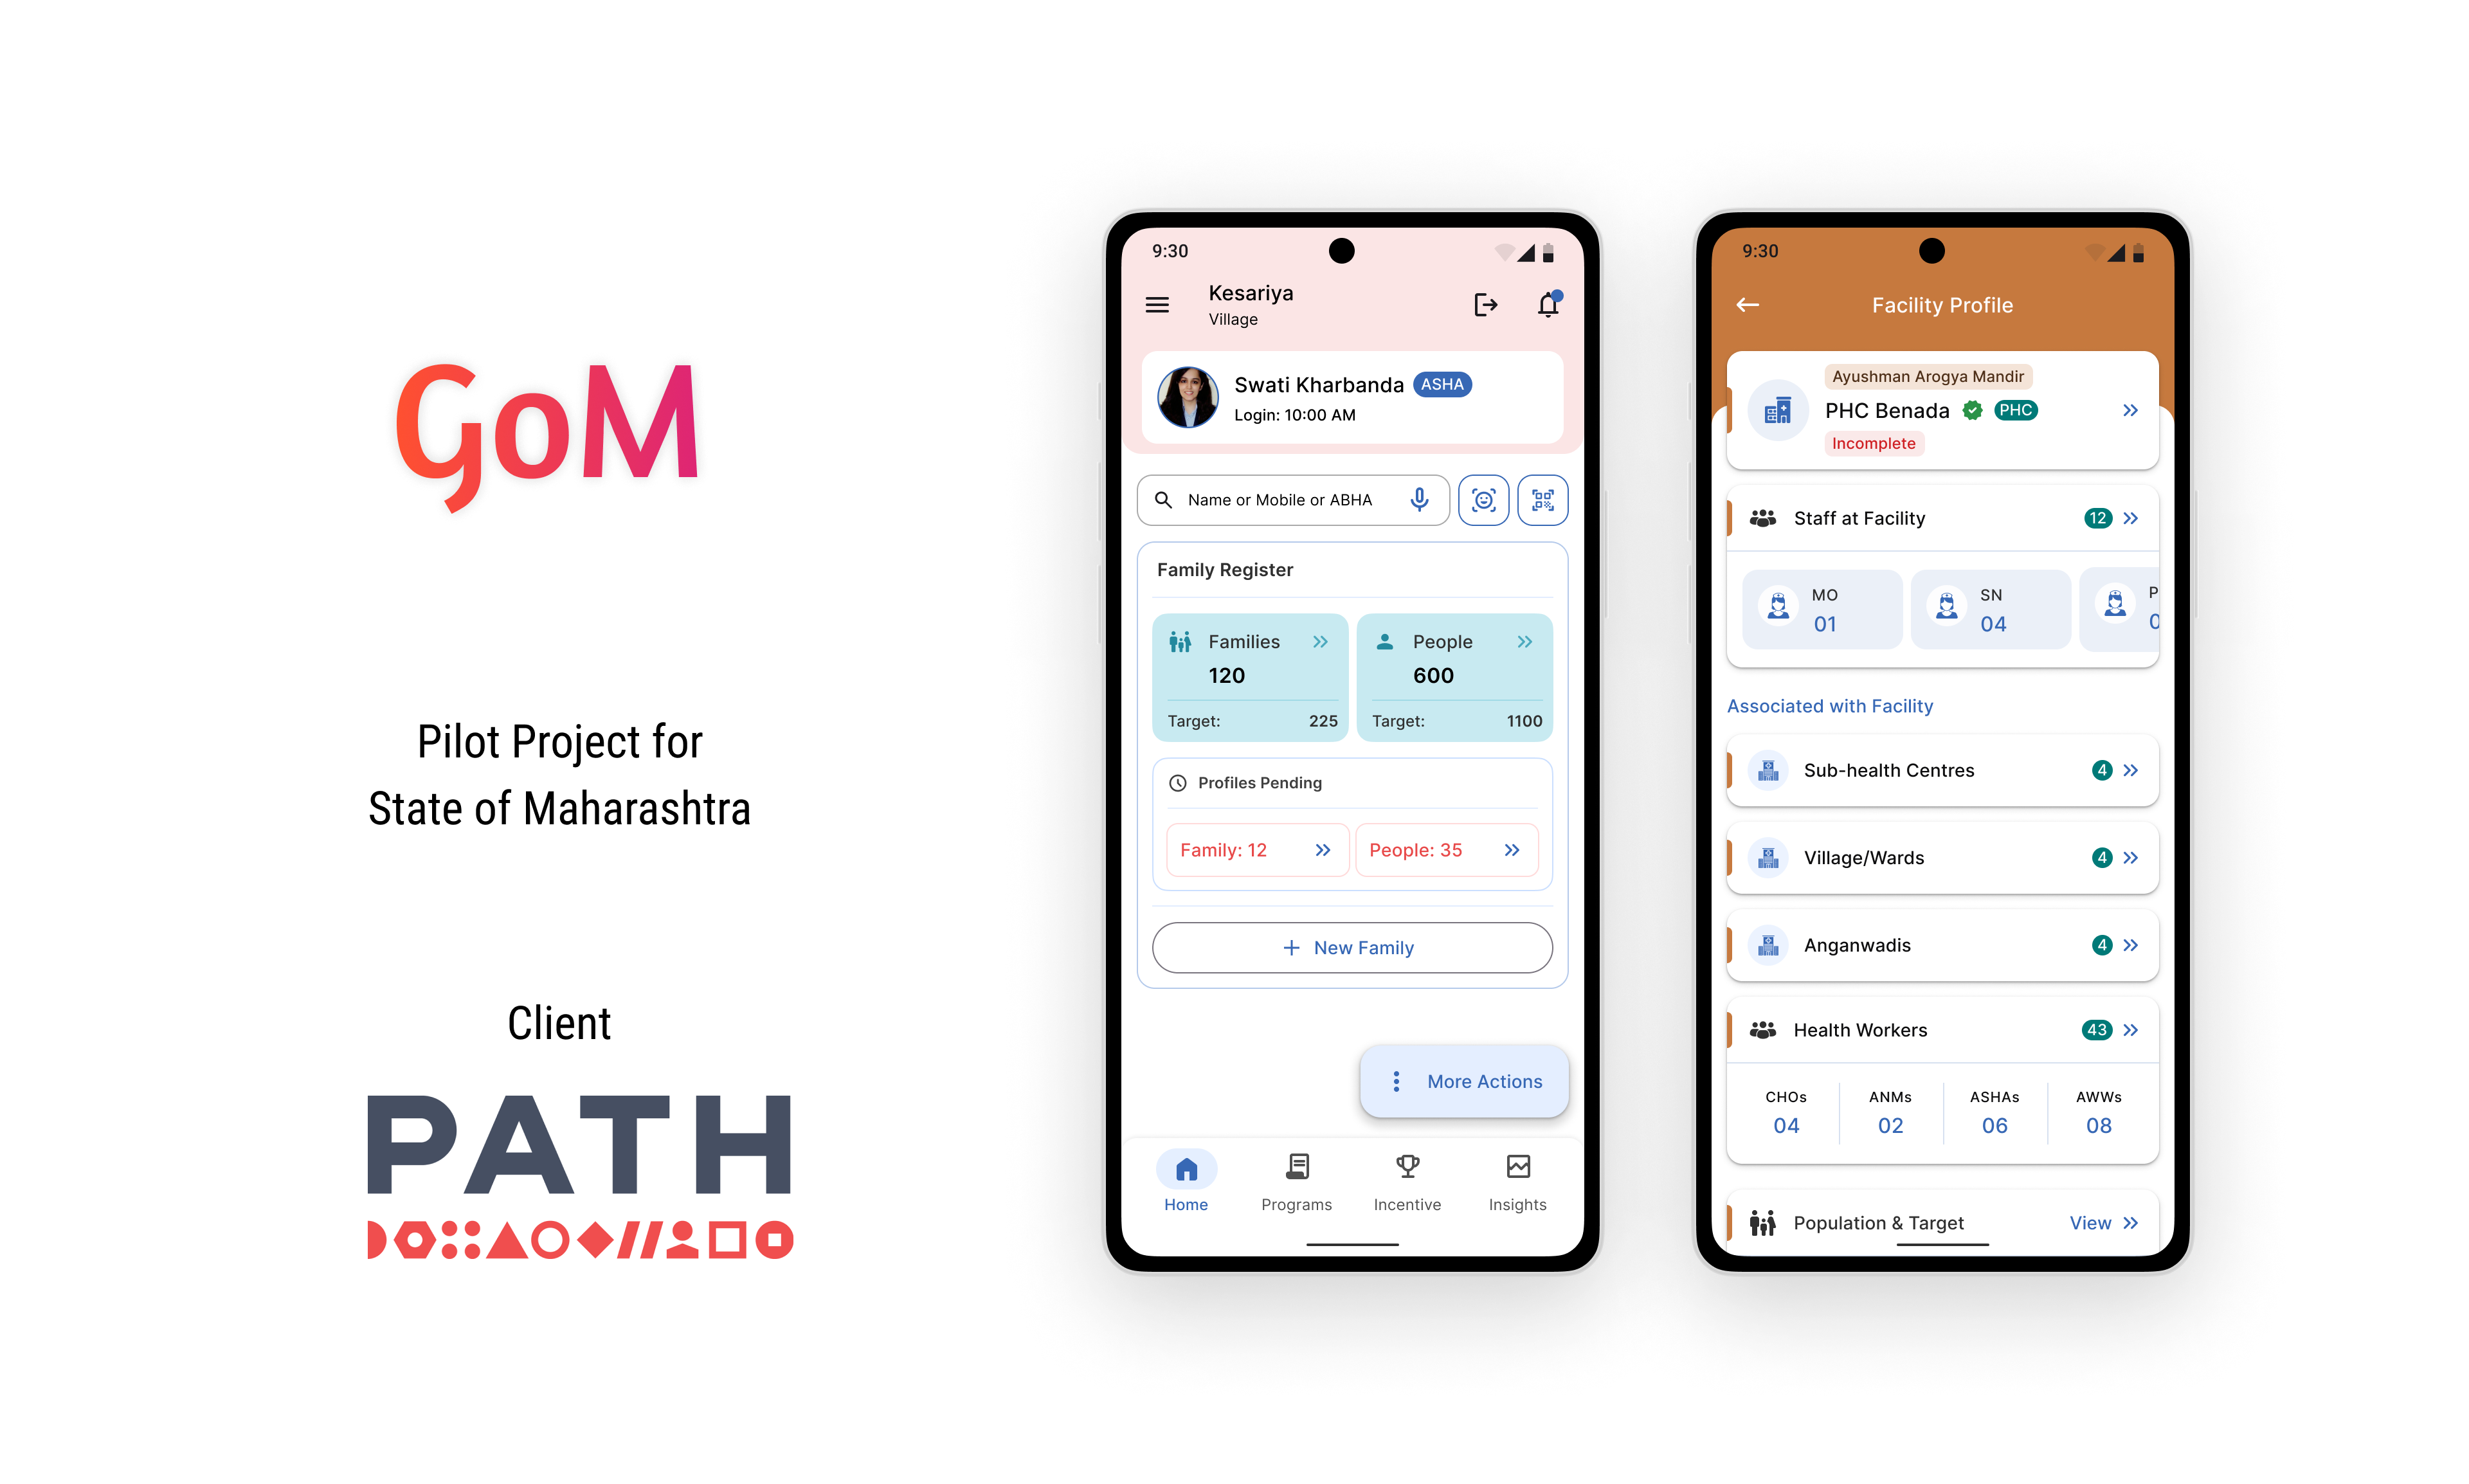 GoM
Pilot Project for
State of Maharashtra
Client
PATH
9:30
Kesariya
Village
Swati Kharbanda ASHA
Login: 10:00 AM
Name or Mobile or ABHA
Family Register
Families
120
Target: 225
People
600
Target: 1100
Profiles Pending
Family: 12
People: 35
+ New Family
More Actions
Home
Programs
Incentive
Insights
9:30
Facility Profile
Ayushman Arogya Mandir
PHC Benada PHC
Incomplete
Staff at Facility 12
MO
01
SN
04
Associated with Facility
Sub-health Centres 4
Village/Wards 4
Anganwadis 4
Health Workers 43
CHOs
04
ANMs
02
ASHAs
06
AWWs
08
Population & Target View